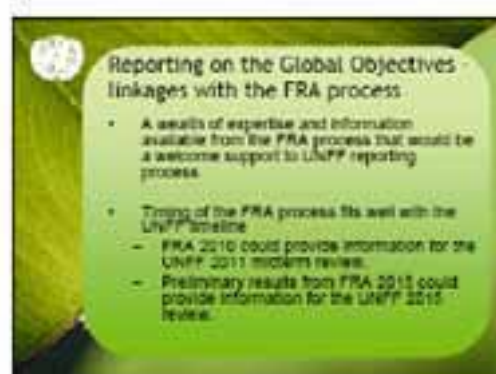 Reporting on the Global Objectives -
linkages with the FRA process
• A wealth of expertise and information
available from the FRA process that would be
a welcome support to UNFF reporting
process
• Timing of the FRA process fits well with the
UNFF timeline
– FRA 2010 could provide information for the
UNFF 2011 midterm review.
– Preliminary results from FRA 2015 could
provide information for the UNFF 2015
review.